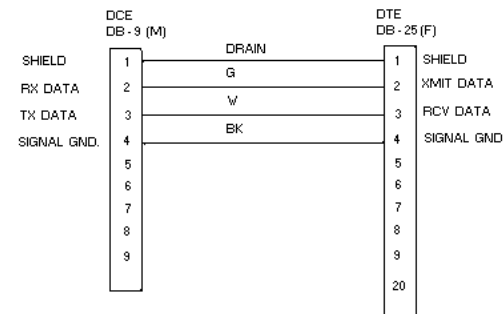 DCE
DB-9 (M)
DTE
DB-25 (F)
SHIELD 1 DRAIN 1 SHIELD
RX DATA 2 G 2 XMIT DATA
TX DATA 3 W 3 RCV DATA
SIGNAL GND. 4 BK 4 SIGNAL GND
5 5
6 6
7 7
8 8
9 9
20